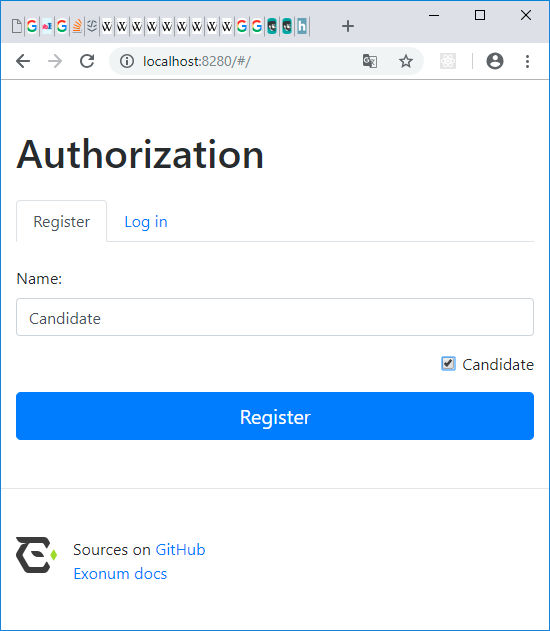 localhost:8280/#/
Authorization
Register
Log in
Name:
Candidate
Candidate
Register
Sources on GitHub
Exonum docs